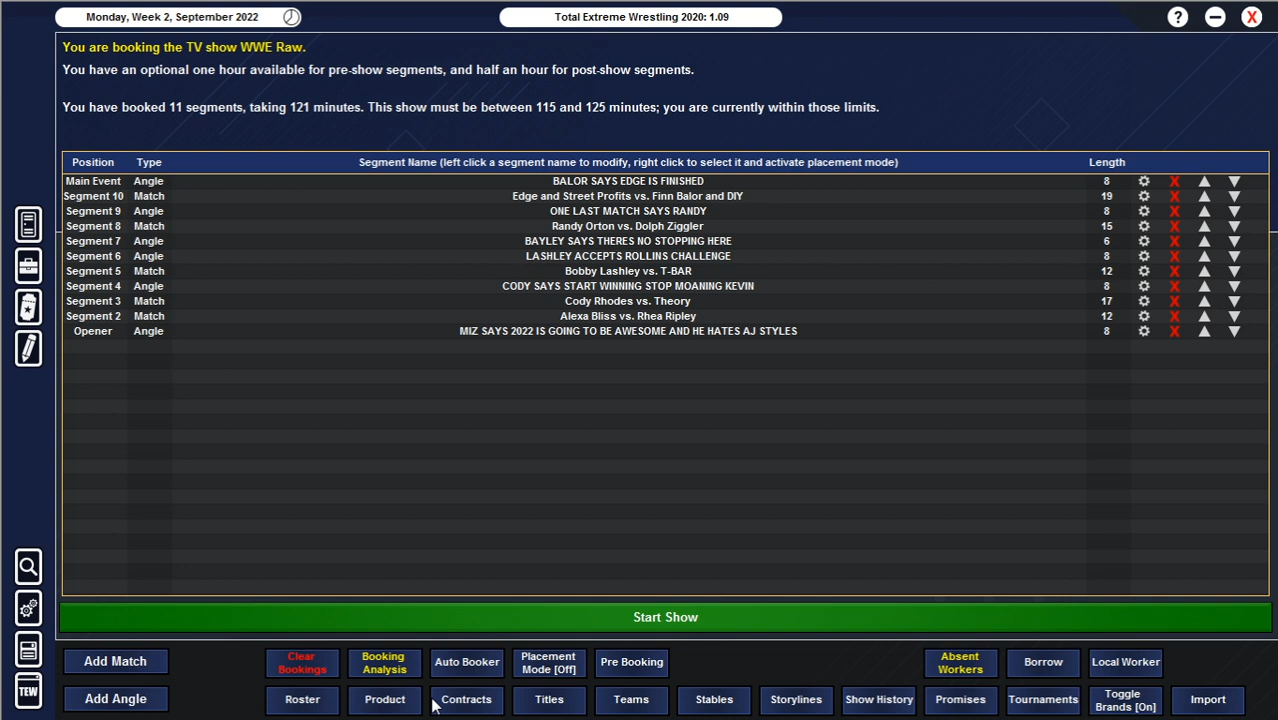 Monday, Week 2, September 2022
Total Extreme Wrestling 2020: 1.09
?
X
You are booking the TV show WWE Raw.
You have an optional one hour available for pre-show segments, and half an hour for post-show segments.
You have booked 11 segments, taking 121 minutes. This show must be between 115 and 125 minutes; you are currently within those limits.
Position Type Segment Name (left click a segment name to modify, right click to select it and activate placement mode) Length
Main Event Angle BALOR SAYS EDGE IS FINISHED 8 X
Segment 10 Match Edge and Street Profits vs. Finn Balor and DIY 19 X
Segment 9 Angle ONE LAST MATCH SAYS RANDY 8 X
Segment 8 Match Randy Orton vs. Dolph Ziggler 15 X
Segment 7 Angle BAYLEY SAYS THERES NO STOPPING HERE 6 X
Segment 6 Angle LASHLEY ACCEPTS ROLLINS CHALLENGE 8 X
Segment 5 Match Bobby Lashley vs. T-BAR 12 X
Segment 4 Angle CODY SAYS START WINNING STOP MOANING KEVIN 8 X
Segment 3 Match Cody Rhodes vs. Theory 17 X
Segment 2 Match Alexa Bliss vs. Rhea Ripley 12 X
Opener Angle MIZ SAYS 2022 IS GOING TO BE AWESOME AND HE HATES AJ STYLES 8 X
Start Show
Add Match
Clear
Bookings
Booking
Analysis
Auto Booker
Placement
Mode [Off]
Pre Booking
Absent
Workers
Borrow
Local Worker
TEW
Add Angle
Roster
Product
Contracts
Titles
Teams
Stables
Storylines
Show History
Promises
Tournaments
Toggle
Brands [On]
Import